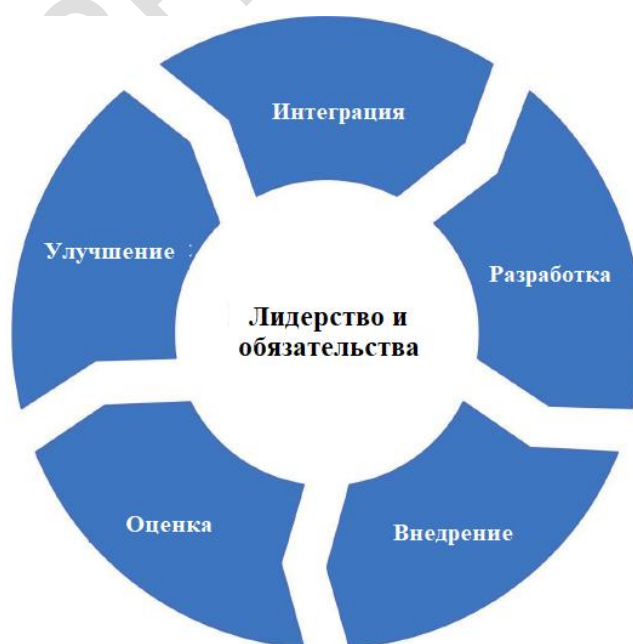 Интеграция
Разработка
Внедрение
Оценка
Улучшение
Лидерство и
обязательства